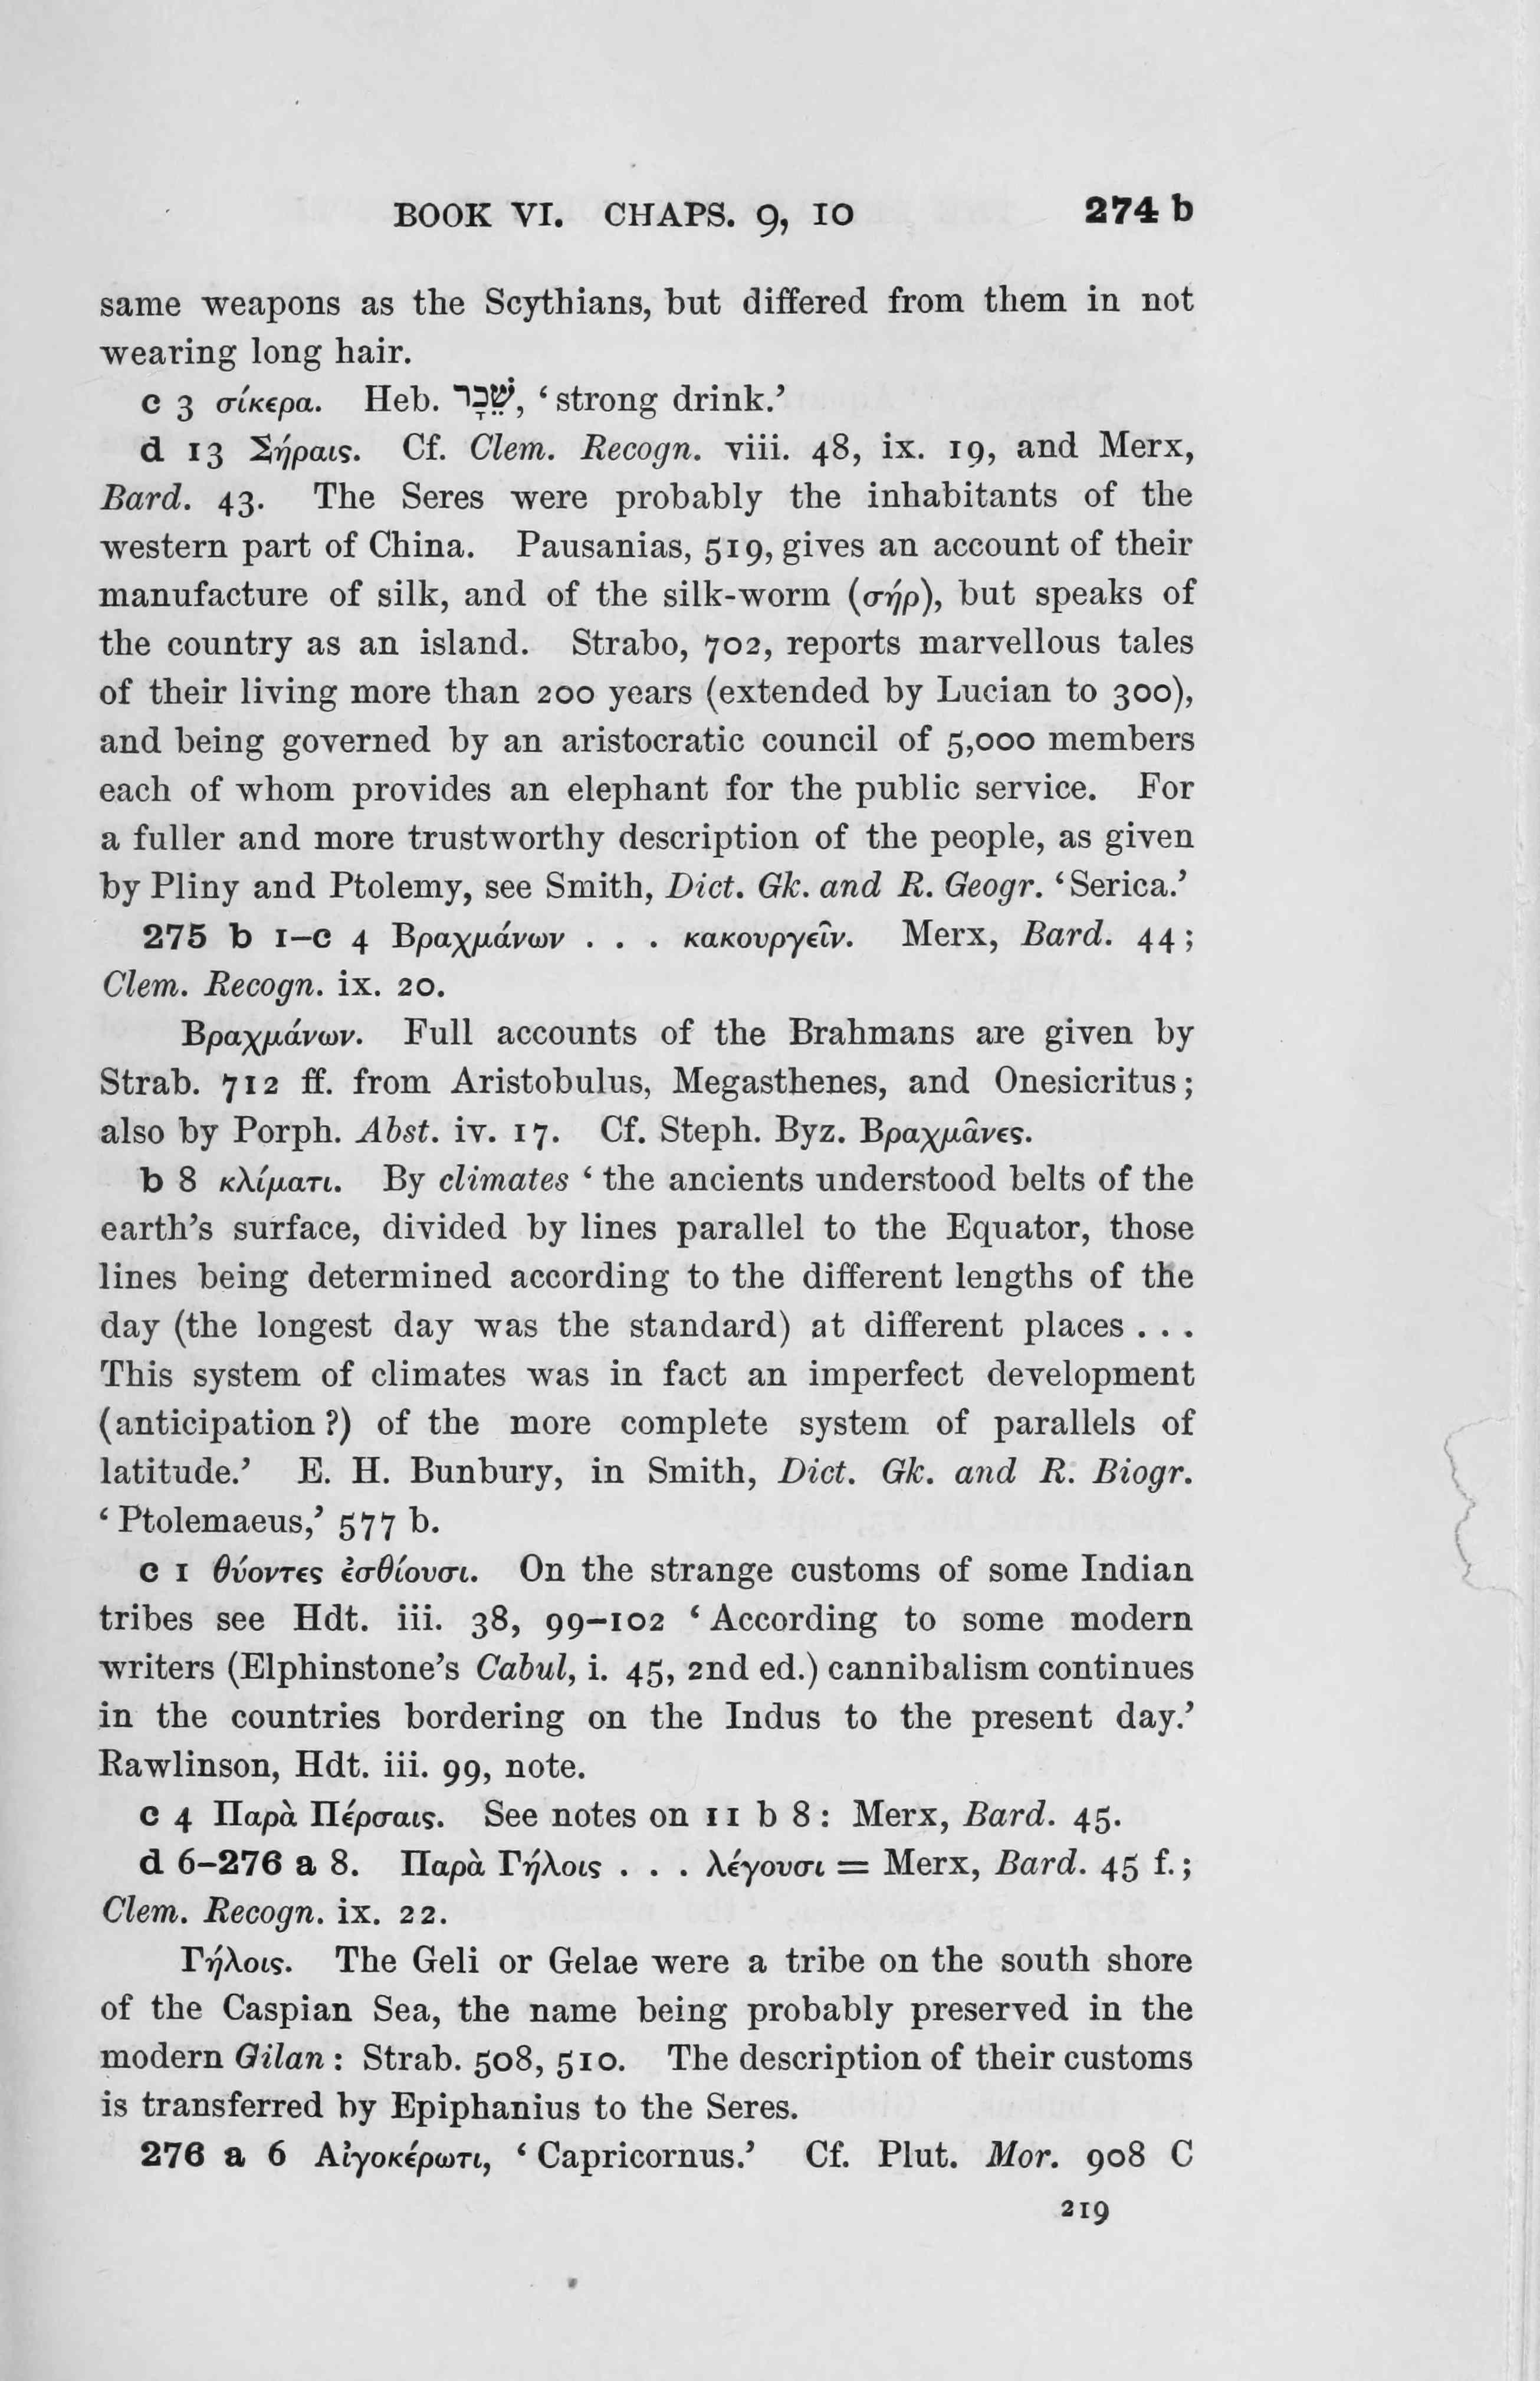 BOOK VI. CHAPS. 9, 10 274 b
same weapons as the Scythians, but differed from them in not
wearing long hair.
c 3 σίκερα. Heb. שֵׁכָר, ‘strong drink.’
d 13 Σήραις. Cf. Clem. Recogn. viii. 48, ix. 19, and Merx,
Bard. 43. The Seres were probably the inhabitants of the
western part of China. Pausanias, 519, gives an account of their
manufacture of silk, and of the silk-worm (σήρ), but speaks of
the country as an island. Strabo, 702, reports marvellous tales
of their living more than 200 years (extended by Lucian to 300),
and being governed by an aristocratic council of 5,000 members
each of whom provides an elephant for the public service. For
a fuller and more trustworthy description of the people, as given
by Pliny and Ptolemy, see Smith, Dict. Gk. and R. Geogr. ‘Serica.’
275 b 1–c 4 Βραχμάνων . . . κακουργεῖν. Merx, Bard. 44;
Clem. Recogn. ix. 20.
Βραχμάνων. Full accounts of the Brahmans are given by
Strab. 712 ff. from Aristobulus, Megasthenes, and Onesicritus;
also by Porph. Abst. iv. 17. Cf. Steph. Byz. Βραχμᾶνες.
b 8 κλίματι. By climates ‘the ancients understood belts of the
earth’s surface, divided by lines parallel to the Equator, those
lines being determined according to the different lengths of the
day (the longest day was the standard) at different places . . .
This system of climates was in fact an imperfect development
(anticipation ?) of the more complete system of parallels of
latitude.’ E. H. Bunbury, in Smith, Dict. Gk. and R. Biogr.
‘Ptolemaeus,’ 577 b.
c 1 θύοντες ἐσθίουσι. On the strange customs of some Indian
tribes see Hdt. iii. 38, 99–102 ‘According to some modern
writers (Elphinstone’s Cabul, i. 45, 2nd ed.) cannibalism continues
in the countries bordering on the Indus to the present day.’
Rawlinson, Hdt. iii. 99, note.
c 4 Παρὰ Πέρσαις. See notes on 11 b 8: Merx, Bard. 45.
d 6–276 a 8. Παρὰ Γήλοις . . . λέγουσι = Merx, Bard. 45 f.;
Clem. Recogn. ix. 22.
Γήλοις. The Geli or Gelae were a tribe on the south shore
of the Caspian Sea, the name being probably preserved in the
modern Gilan: Strab. 508, 510. The description of their customs
is transferred by Epiphanius to the Seres.
276 a 6 Αἰγοκέρωτι, ‘Capricornus.’ Cf. Plut. Mor. 908 C
219